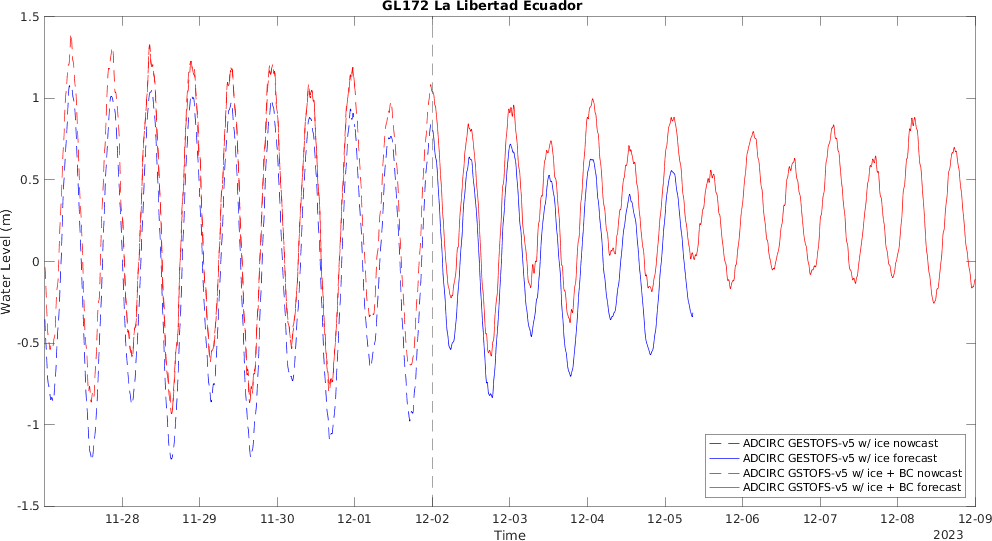 GL172 La Libertad Ecuador
1.5
1
0.5
0
-0.5
-1
-1.5
Water Level (m)
ADCIRC GESTOFS-v5 w/ ice nowcast
ADCIRC GESTOFS-v5 w/ ice forecast
ADCIRC GSTOFS-v5 w/ ice + BC nowcast
ADCIRC GSTOFS-v5 w/ ice + BC forecast
11-28 11-29 11-30 12-01 12-02 12-03 12-04 12-05 12-06 12-07 12-08 12-09
Time
2023